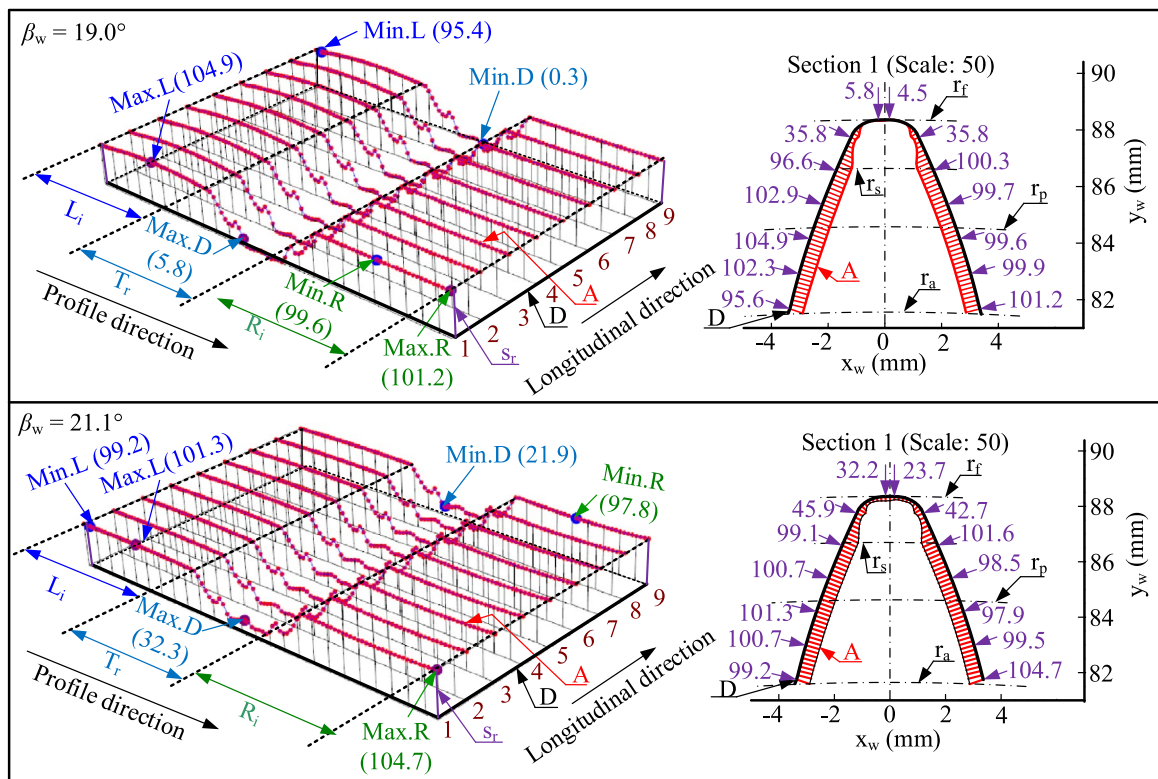 βw = 19.0°
Min.L (95.4)
Max.L(104.9)
Min.D (0.3)
Li
Max.D
(5.8)
Tr
Min.R
(99.6)
Profile direction
Ri
Max.R
(101.2)
sr
A
D
1 2 3 4 5 6 7 8 9
Longitudinal direction
Section 1 (Scale: 50)
5.8 4.5
rf
35.8 35.8
96.6 100.3
rs
102.9 99.7
rp
104.9 99.6
102.3 A 99.9
ra
95.6 101.2
D
-4 -2 0 2 4
xw (mm)
90
88
86
84
82
yw (mm)
βw = 21.1°
Min.L (99.2)
Max.L(101.3)
Min.D (21.9)
Min.R
(97.8)
Li
Max.D
(32.3)
Tr
Profile direction
Ri
Max.R
(104.7)
sr
A
D
1 2 3 4 5 6 7 8 9
Longitudinal direction
Section 1 (Scale: 50)
32.2 23.7
rf
45.9 42.7
99.1 101.6
rs
100.7 98.5
rp
101.3 97.9
100.7 A 99.5
ra
99.2 104.7
D
-4 -2 0 2 4
xw (mm)
90
88
86
84
82
yw (mm)